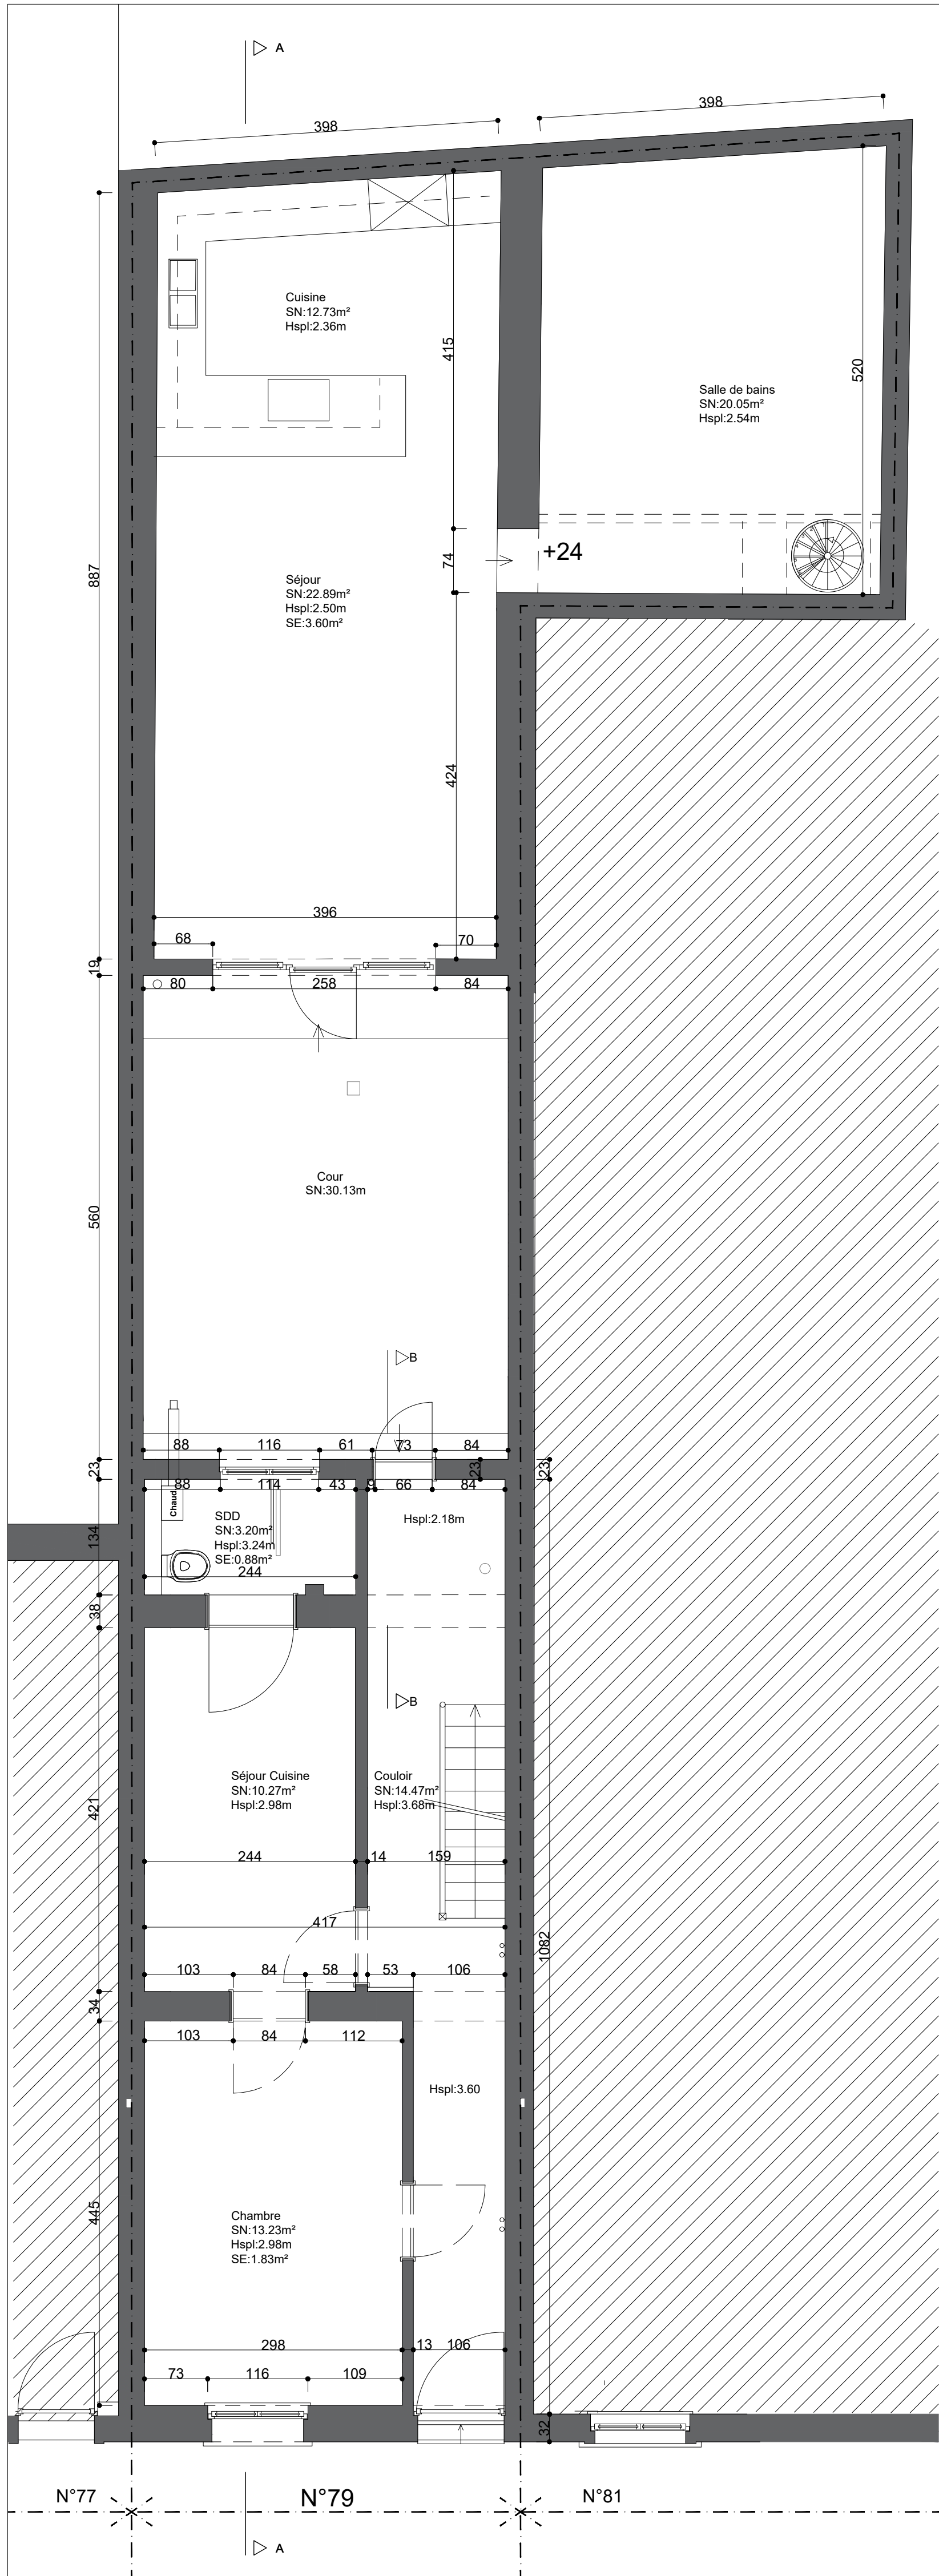 A
398
398
Cuisine
SN:12.73m²
Hspl:2.36m
415
520
Salle de bains
SN:20.05m²
Hspl:2.54m
+24
74
887
Séjour
SN:22.89m²
Hspl:2.50m
SE:3.60m²
424
396
68
70
19
80
258
84
Cour
SN:30.13m
560
B
88
116
61
73
84
23
23
23
88
114
43
9
66
84
Chaud
SDD
SN:3.20m²
Hspl:3.24m
SE:0.88m²
Hspl:2.18m
134
244
38
B
Séjour Cuisine
SN:10.27m²
Hspl:2.98m
Couloir
SN:14.47m²
Hspl:3.68m
421
244
14
159
417
1082
103
84
58
53
106
34
103
84
112
Hspl:3.60
445
Chambre
SN:13.23m²
Hspl:2.98m
SE:1.83m²
298
13
106
73
116
109
32
N°77
N°79
N°81
A